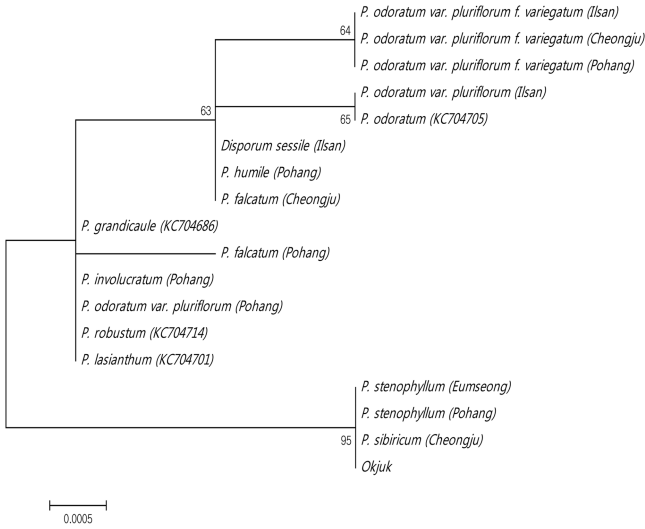 P. odoratum var. pluriflorum f. variegatum (Ilsan)
64
P. odoratum var. pluriflorum f. variegatum (Cheongju)
P. odoratum var. pluriflorum f. variegatum (Pohang)
P. odoratum var. pluriflorum (Ilsan)
63
65
P. odoratum (KC704705)
Disporum sessile (Ilsan)
P. humile (Pohang)
P. falcatum (Cheongju)
P. grandicaule (KC704686)
P. falcatum (Pohang)
P. involucratum (Pohang)
P. odoratum var. pluriflorum (Pohang)
P. robustum (KC704714)
P. lasianthum (KC704701)
P. stenophyllum (Eumseong)
P. stenophyllum (Pohang)
95
P. sibiricum (Cheongju)
Okjuk
0.0005